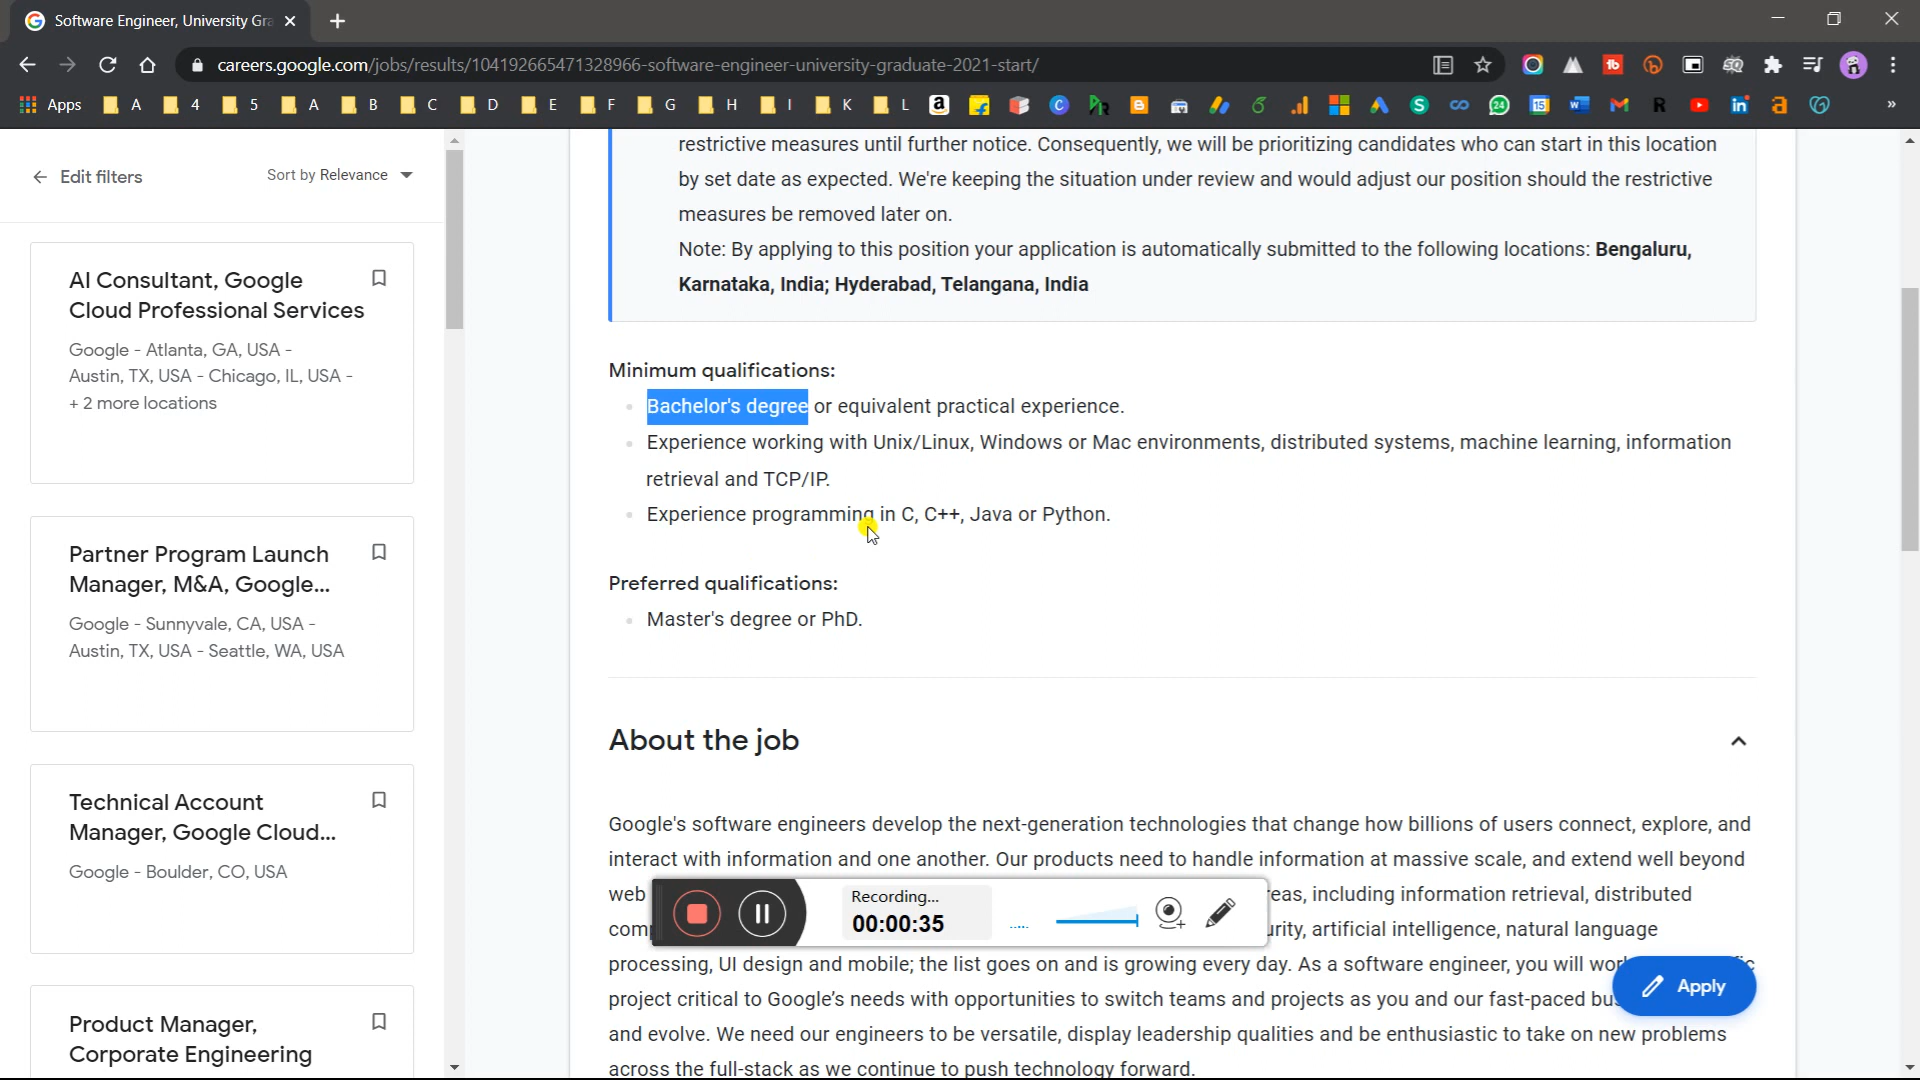 Software Engineer, University Gra
careers.google.com/jobs/results/104192665471328966-software-engineer-university-graduate-2021-start/
Apps A 4 5 A B C D E F G H I K L
Edit filters
Sort by Relevance
AI Consultant, Google
Cloud Professional Services
Google - Atlanta, GA, USA -
Austin, TX, USA - Chicago, IL, USA -
+ 2 more locations
Partner Program Launch
Manager, M&A, Google...
Google - Sunnyvale, CA, USA -
Austin, TX, USA - Seattle, WA, USA
Technical Account
Manager, Google Cloud...
Google - Boulder, CO, USA
Product Manager,
Corporate Engineering
restrictive measures until further notice. Consequently, we will be prioritizing candidates who can start in this location
by set date as expected. We're keeping the situation under review and would adjust our position should the restrictive
measures be removed later on.
Note: By applying to this position your application is automatically submitted to the following locations: Bengaluru,
Karnataka, India; Hyderabad, Telangana, India
Minimum qualifications:
Bachelor's degree or equivalent practical experience.
Experience working with Unix/Linux, Windows or Mac environments, distributed systems, machine learning, information
retrieval and TCP/IP.
Experience programming in C, C++, Java or Python.
Preferred qualifications:
Master's degree or PhD.
About the job
Google's software engineers develop the next-generation technologies that change how billions of users connect, explore, and
interact with information and one another. Our products need to handle information at massive scale, and extend well beyond
web eas, including information retrieval, distributed
com urity, artificial intelligence, natural language
processing, UI design and mobile; the list goes on and is growing every day. As a software engineer, you will wor
project critical to Google's needs with opportunities to switch teams and projects as you and our fast-paced bu
and evolve. We need our engineers to be versatile, display leadership qualities and be enthusiastic to take on new problems
across the full-stack as we continue to push technology forward.
Recording...
00:00:35
Apply